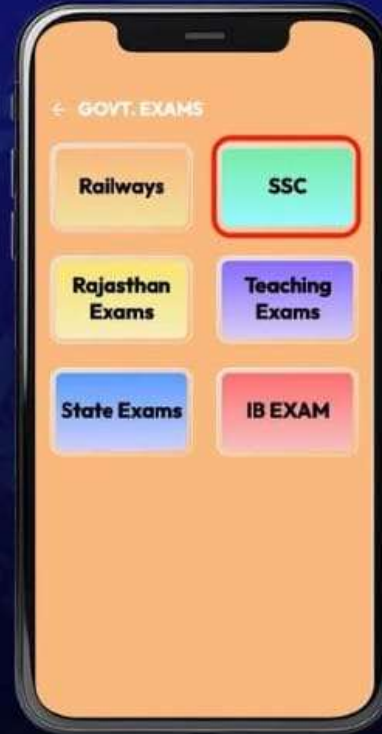 ← GOVT. EXAMS
Railways
SSC
Rajasthan
Exams
Teaching
Exams
State Exams
IB EXAM